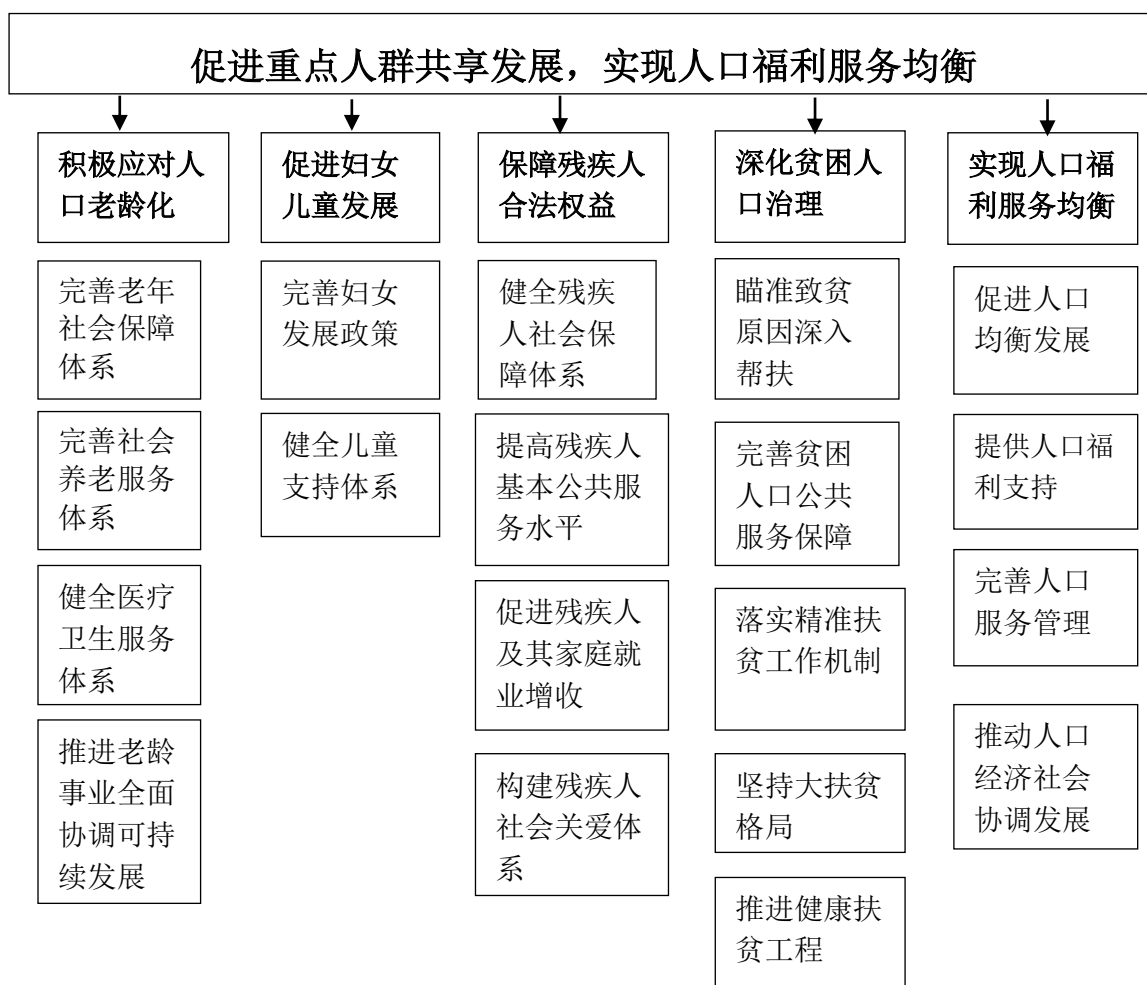 促进重点人群共享发展，实现人口福利服务均衡
积极应对人
口老龄化
完善老年
社会保障
体系
完善社会
养老服务
体系
健全医疗
卫生服务
体系
推进老龄
事业全面
协调可持
续发展
促进妇女
儿童发展
完善妇女
发展政策
健全儿童
支持体系
保障残疾人
合法权益
健全残疾
人社会保
障体系
提高残疾人
基本公共服
务水平
促进残疾人
及其家庭就
业增收
构建残疾人
社会关爱体
系
深化贫困人
口治理
瞄准致贫
原因深入
帮扶
完善贫困
人口公共
服务保障
落实精准扶
贫工作机制
坚持大扶贫
格局
推进健康扶
贫工程
实现人口福
利服务均衡
促进人口
均衡发展
提供人口福
利支持
完善人口
服务管理
推动人口
经济社会
协调发展